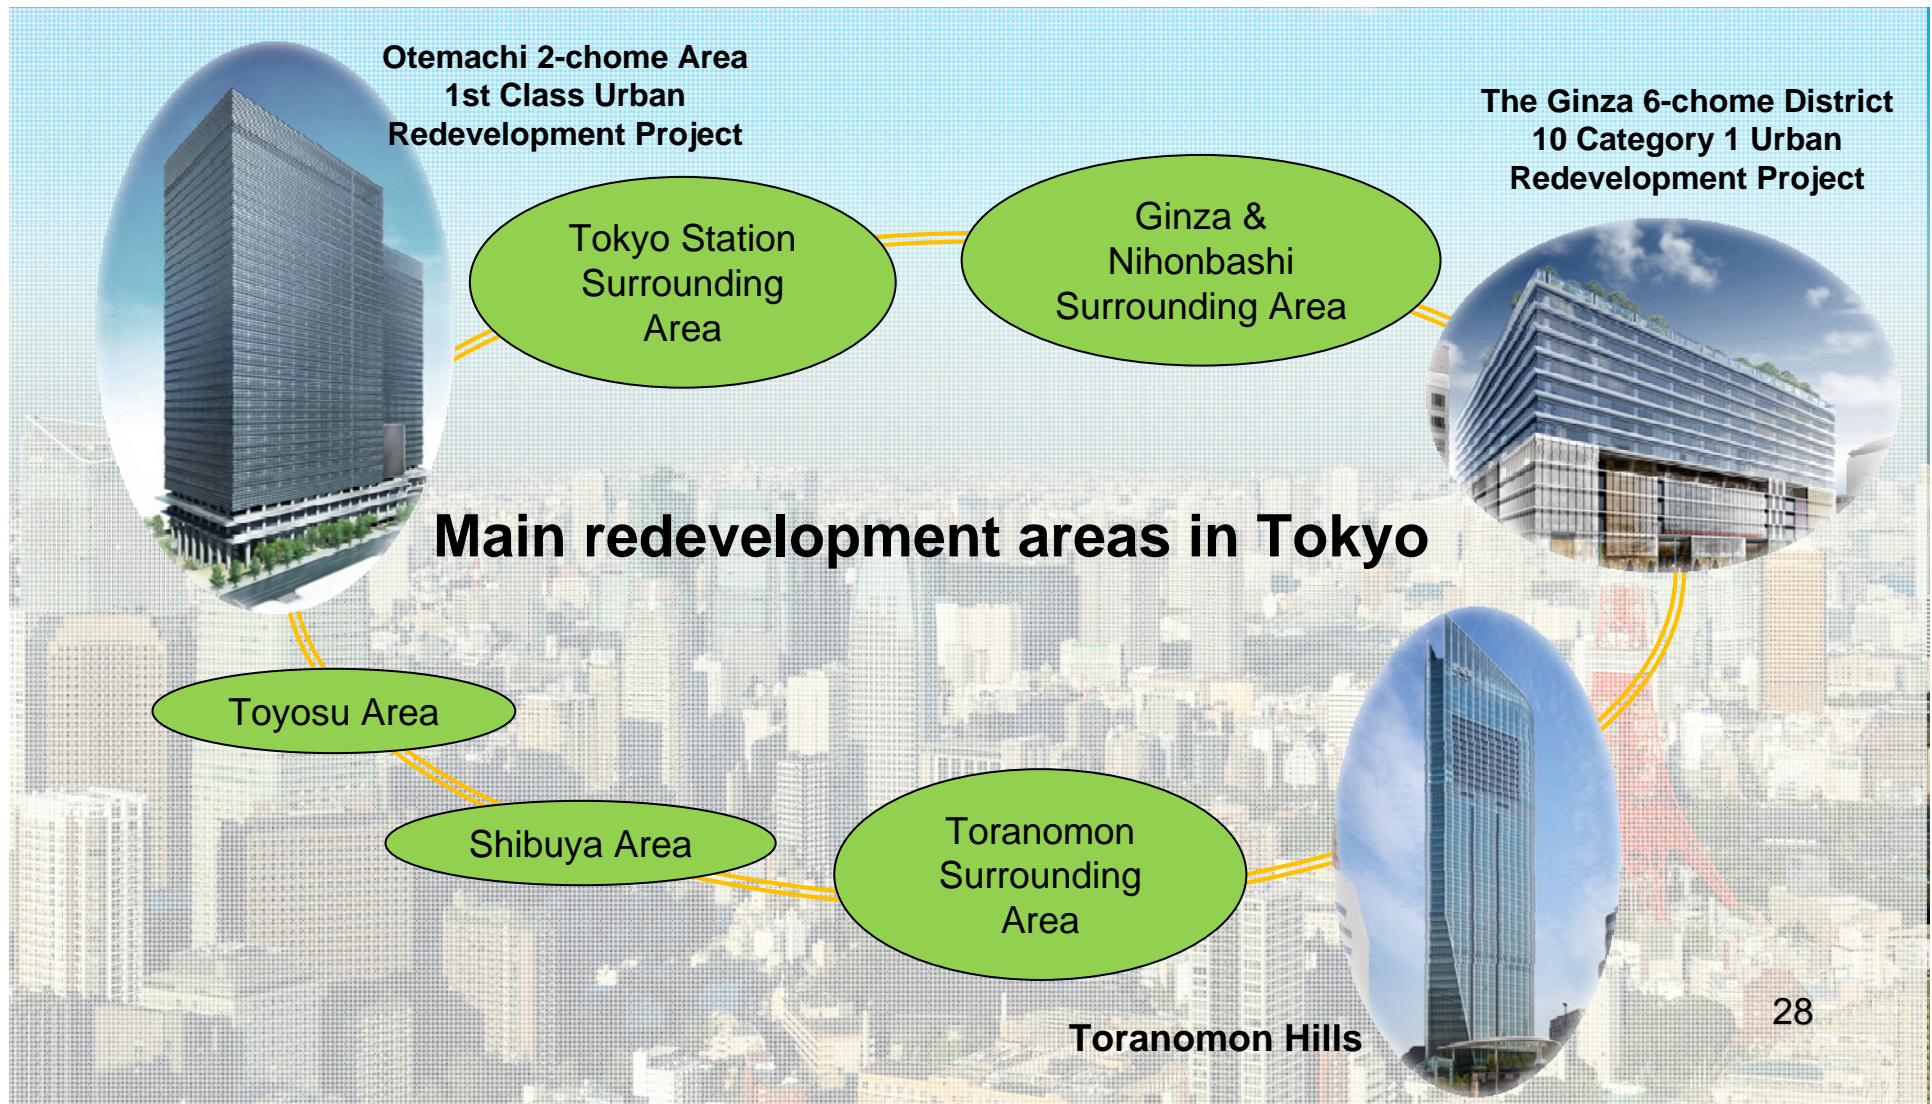 Otemachi 2-chome Area
1st Class Urban
Redevelopment Project
The Ginza 6-chome District
10 Category 1 Urban
Redevelopment Project
Tokyo Station
Surrounding
Area
Ginza &
Nihonbashi
Surrounding Area
Main redevelopment areas in Tokyo
Toyosu Area
Shibuya Area
Toranomon
Surrounding
Area
Toranomon Hills
28